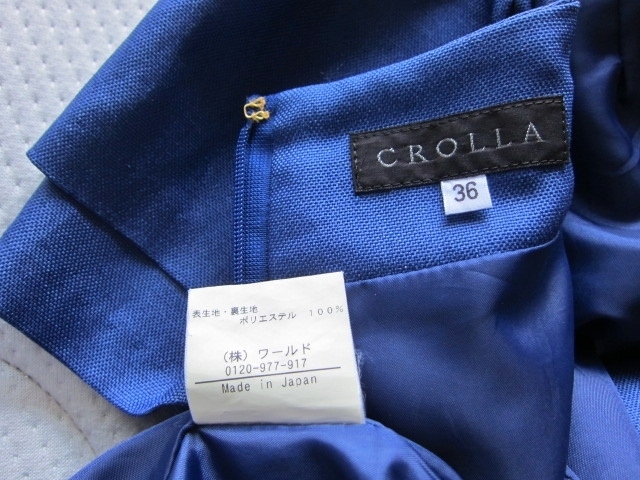 CROLLA
36
表生地・裏生地
ポリエステル 100%
(株) ワールド
0120-977-917
Made in Japan